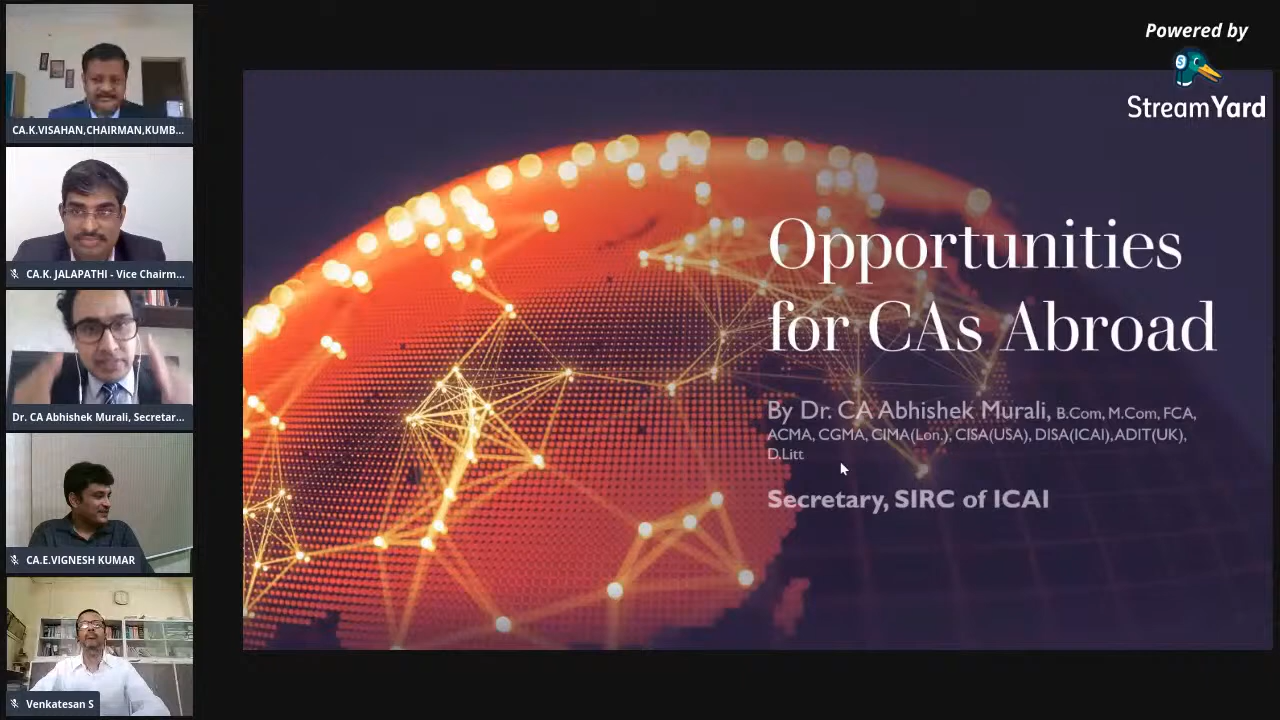 Powered by
StreamYard
CA.K.VISAHAN,CHAIRMAN,KUMB...
CA.K. JALAPATHI - Vice Chairm...
Dr. CA Abhishek Murali, Secretar...
CA.E.VIGNESH KUMAR
Venkatesan S
Opportunities
for CAs Abroad
By Dr. CA Abhishek Murali, B.Com, M.Com, FCA,
ACMA, CGMA, CIMA(Lon.), CISA(USA), DISA(ICAI),ADIT(UK),
D.Litt
Secretary, SIRC of ICAI